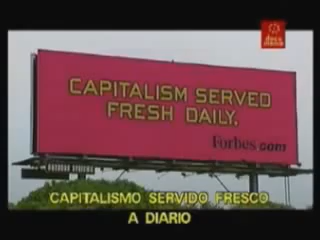 CAPITALISM SERVED
FRESH DAILY.
Forbes.com
CAPITALISMO SERVIDO FRESCO
A DIARIO